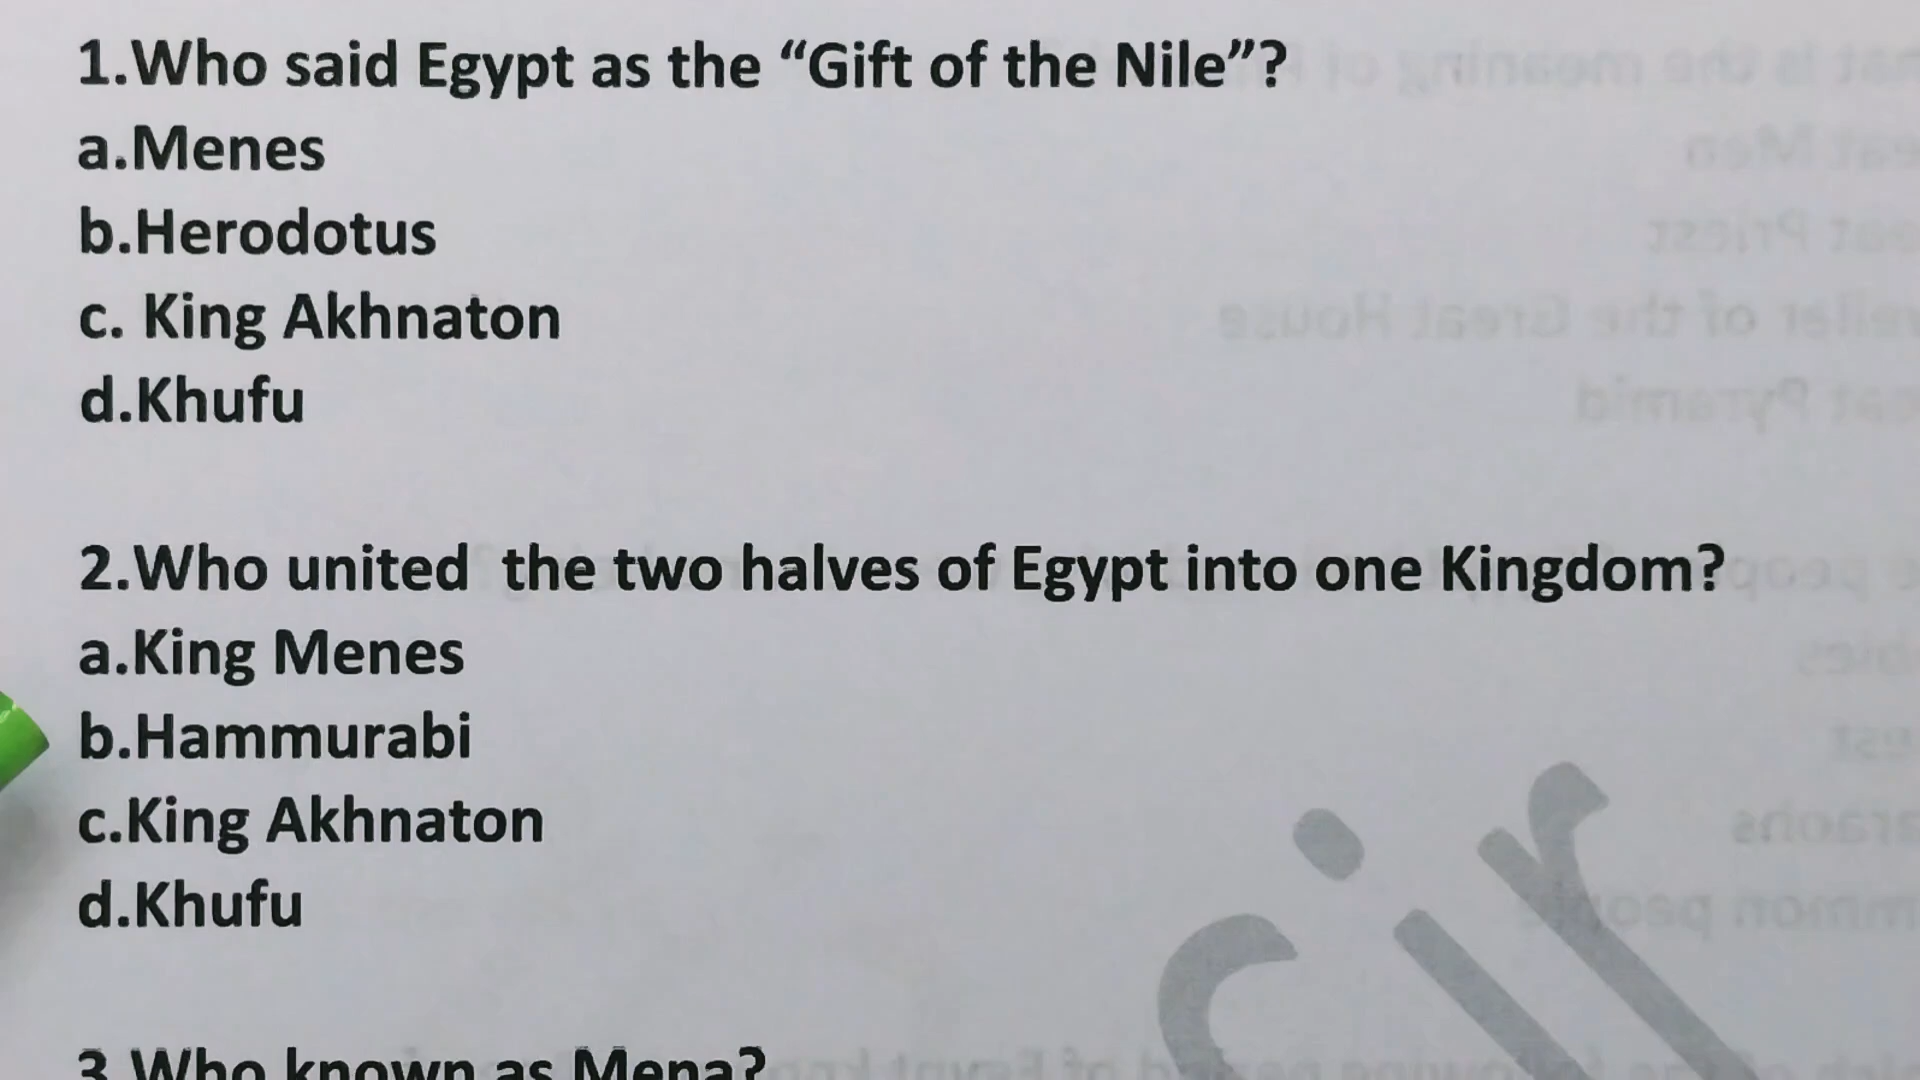 1.Who said Egypt as the “Gift of the Nile”?
a.Menes
b.Herodotus
c. King Akhnaton
d.Khufu
2.Who united  the two halves of Egypt into one Kingdom?
a.King Menes
b.Hammurabi
c.King Akhnaton
d.Khufu
3.Who known as Mena?